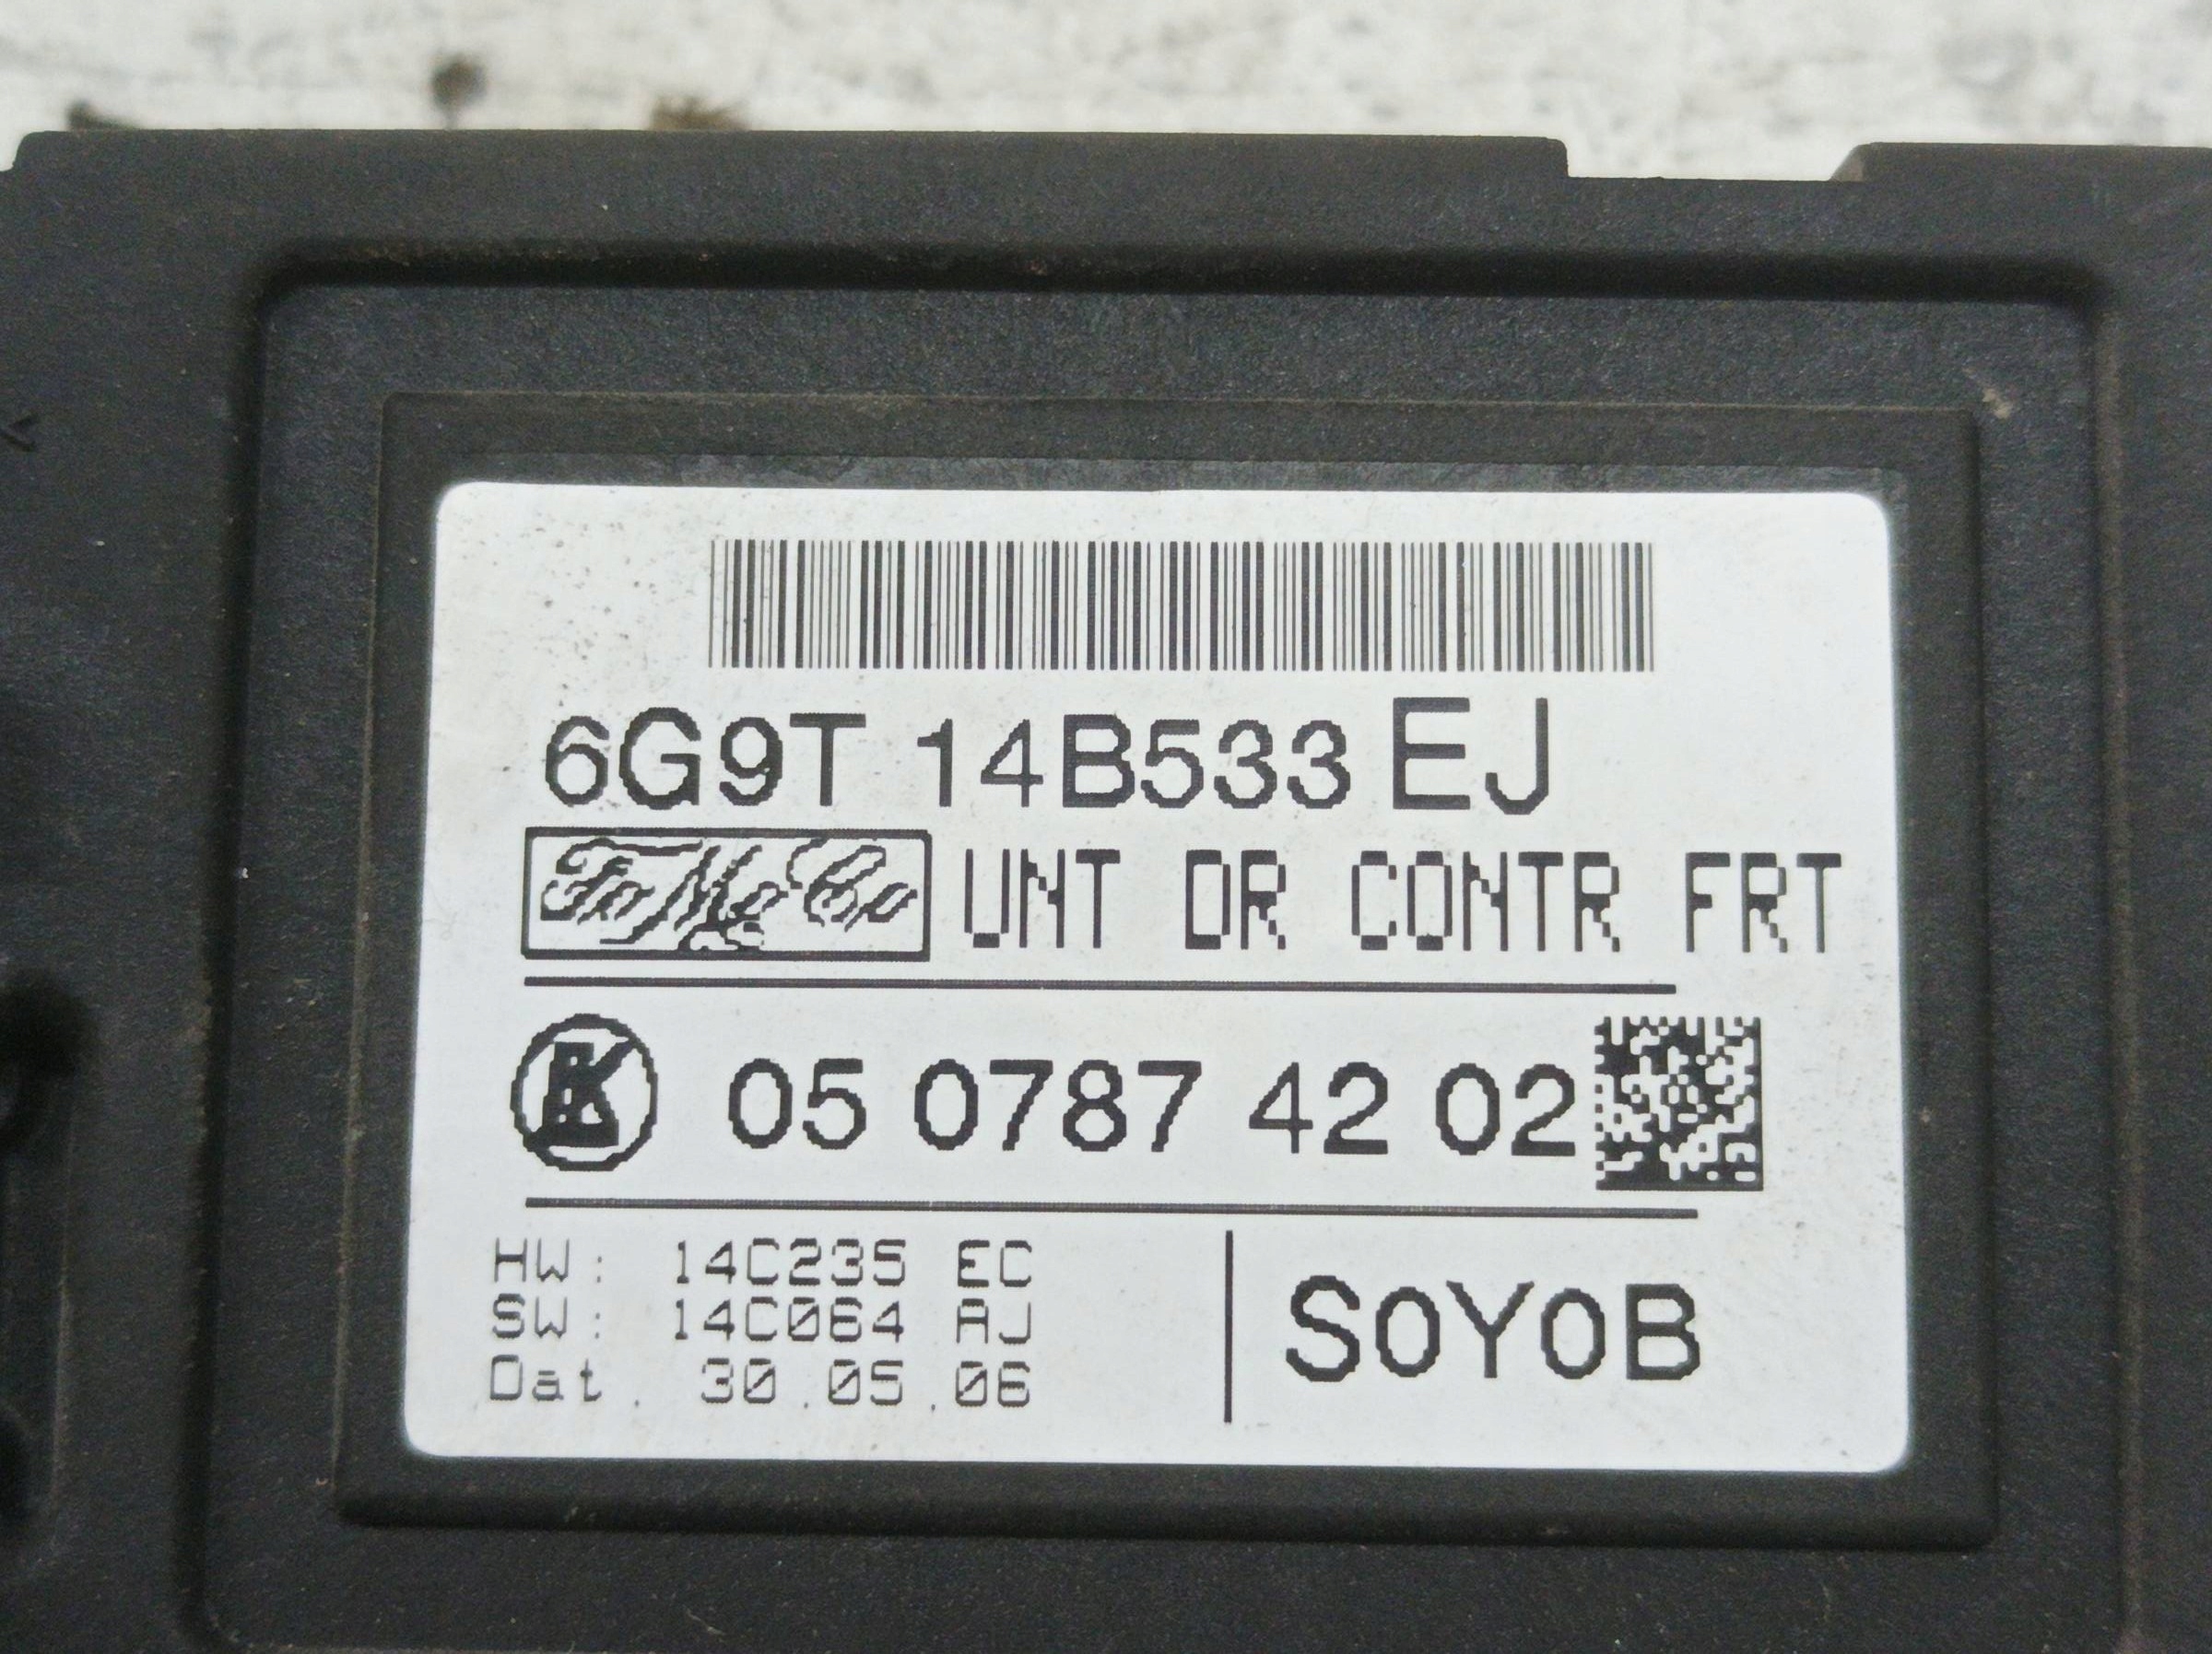 6G9T 14B533 EJ
FoMoCo UNT DR CONTR FRT
05 0787 42 02
HW: 14C235 EC
SW: 14C064 AJ
Dat. 30.05.06
S0Y0B